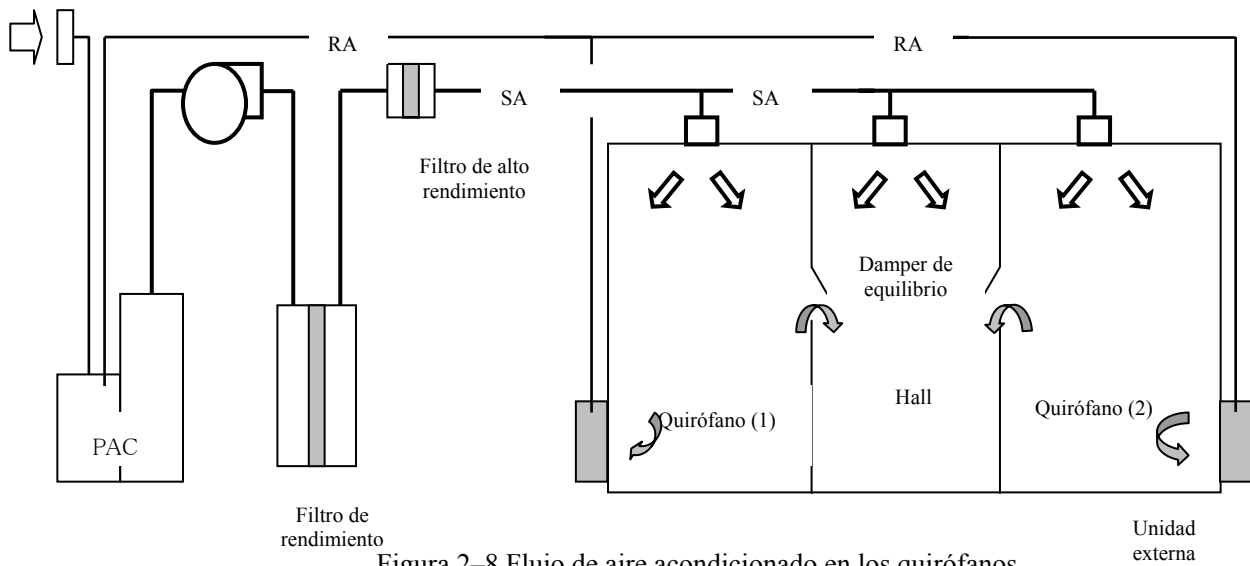 RA
RA
SA
SA
Filtro de alto
rendimiento
Damper de
equilibrio
Hall
Quirófano (1)
Quirófano (2)
PAC
Filtro de
rendimiento
Unidad
externa
Figura 2–8 Flujo de aire acondicionado en los quirófanos